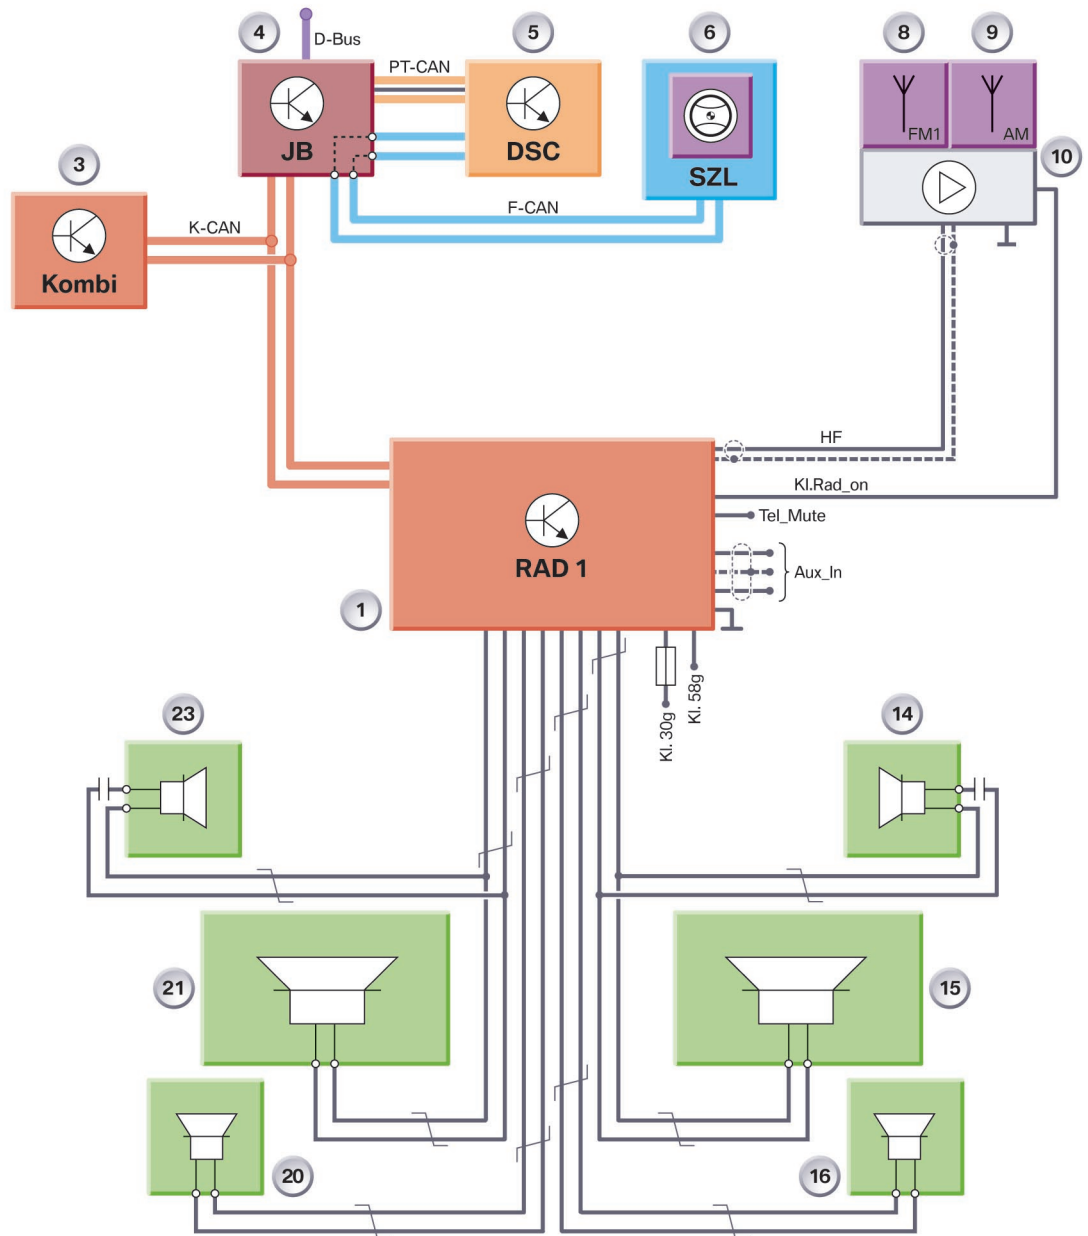 4
5
6
8
9
D-Bus
PT-CAN
JB
DSC
SZL
FM1
AM
10
3
K-CAN
F-CAN
Kombi
HF
Kl.Rad_on
Tel_Mute
RAD 1
Aux_In
1
Kl. 30g
Kl. 58g
23
14
21
15
20
16